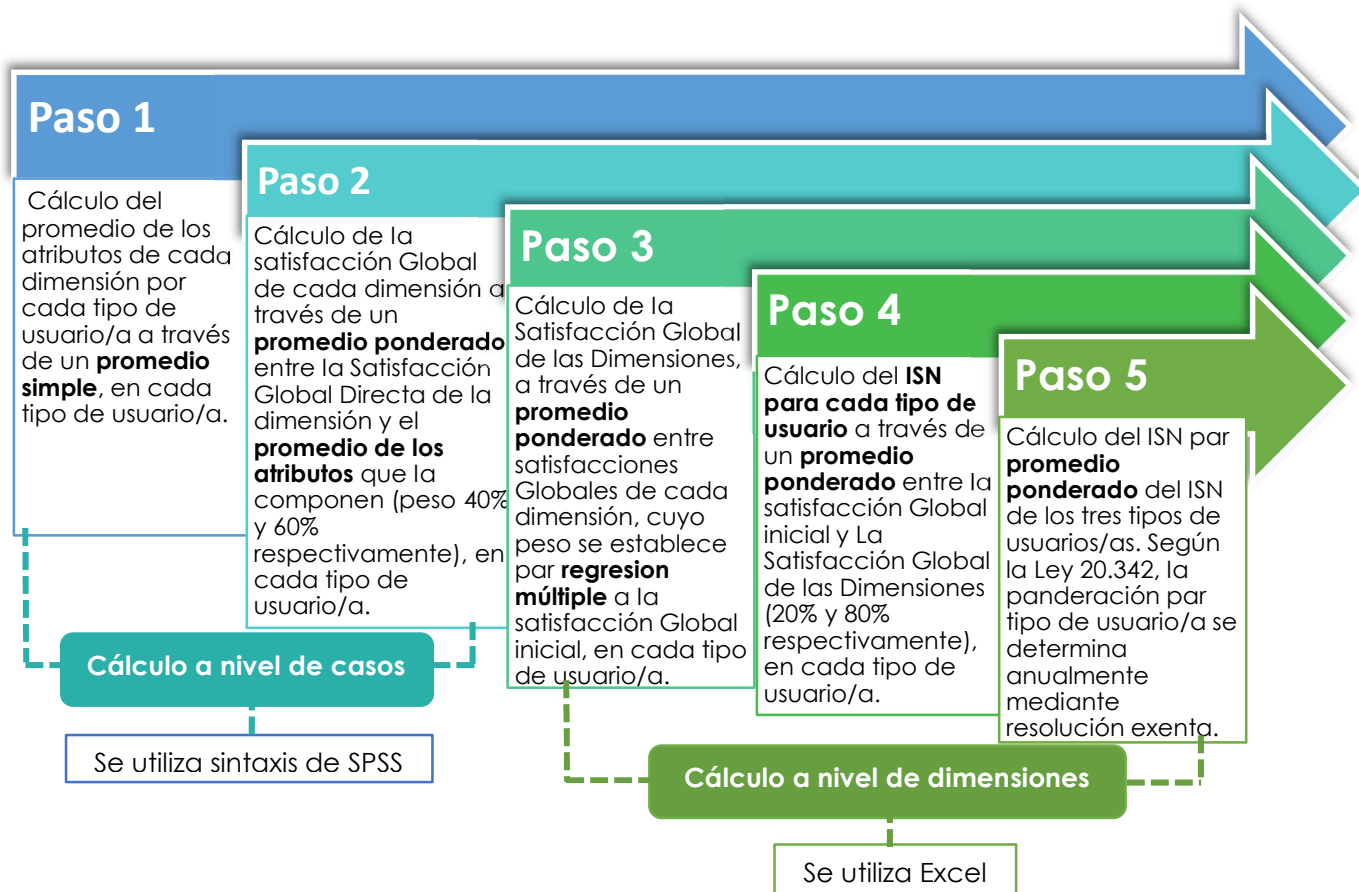 Paso 1
Cálculo del
promedio de los
atributos de cada
dimensión por
cada tipo de
usuario/a a través
de un promedio
simple, en cada
tipo de usuario/a.
Paso 2
Cálculo de la
satisfacción Global
de cada dimensión a
través de un
promedio ponderado
entre la Satisfacción
Global Directa de la
dimensión y el
promedio de los
atributos que la
componen (peso 40%
y 60%
respectivamente), en
cada tipo de
usuario/a.
Paso 3
Cálculo de la
Satisfacción Global
de las Dimensiones,
a través de un
promedio
ponderado entre
satisfacciones
Globales de cada
dimensión, cuyo
peso se establece
par regresion
múltiple a la
satisfacción Global
inicial, en cada tipo
de usuario/a.
Paso 4
Cálculo del ISN
para cada tipo de
usuario a través de
un promedio
ponderado entre la
satisfacción Global
inicial y La
Satisfacción Global
de las Dimensiones
(20% y 80%
respectivamente),
en cada tipo de
usuario/a.
Paso 5
Cálculo del ISN par
promedio
ponderado del ISN
de los tres tipos de
usuarios/as. Según
la Ley 20.342, la
panderación par
tipo de usuario/a se
determina
anualmente
mediante
resolución exenta.
Cálculo a nivel de casos
Se utiliza sintaxis de SPSS
Cálculo a nivel de dimensiones
Se utiliza Excel